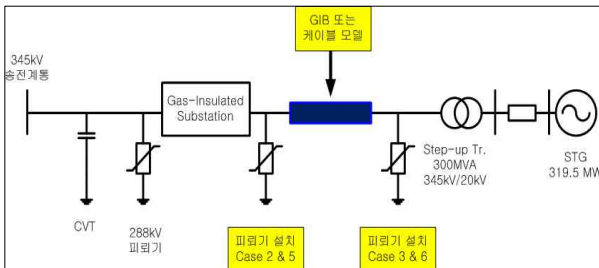 GIB 또는
케이블 모델
345kV
송전계통
Gas-Insulated
Substation
Step-up Tr.
300MVA
345kV/20kV
STG
319.5 MW
CVT
288kV
피뢰기
피뢰기 설치
Case 2 & 5
피뢰기 설치
Case 3 & 6